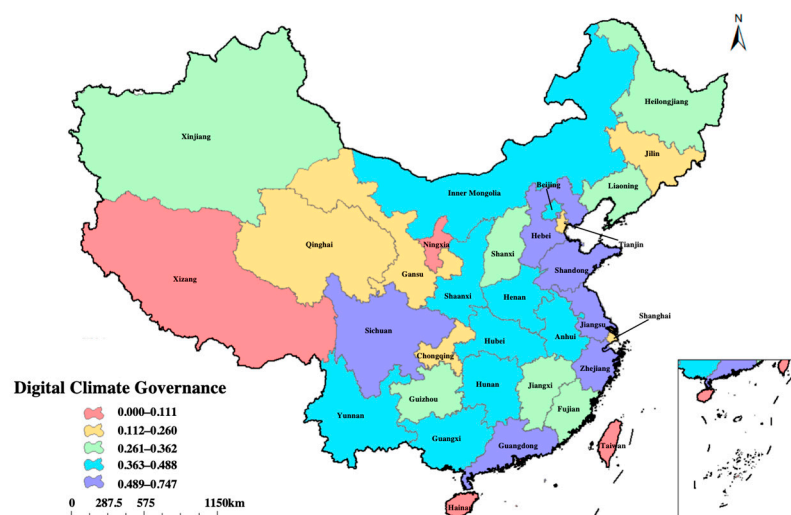 N
Heilongjiang
Xinjiang
Jilin
Beijing
Liaoning
Inner Mongolia
Hebei
Tianjin
Ningxia
Qinghai
Shanxi
Gansu
Shandong
Xizang
Shaanxi
Henan
Shanghai
Jiangsu
Sichuan
Anhui
Hubei
Chongqing
Zhejiang
Hunan
Jiangxi
Digital Climate Governance
Guizhou
Fujian
0.000–0.111
Yunnan
0.112–0.260
Guangxi
Guangdong
Taiwan
0.261–0.362
0.363–0.488
0.489–0.747
0 287.5 575 1150km
Hainan